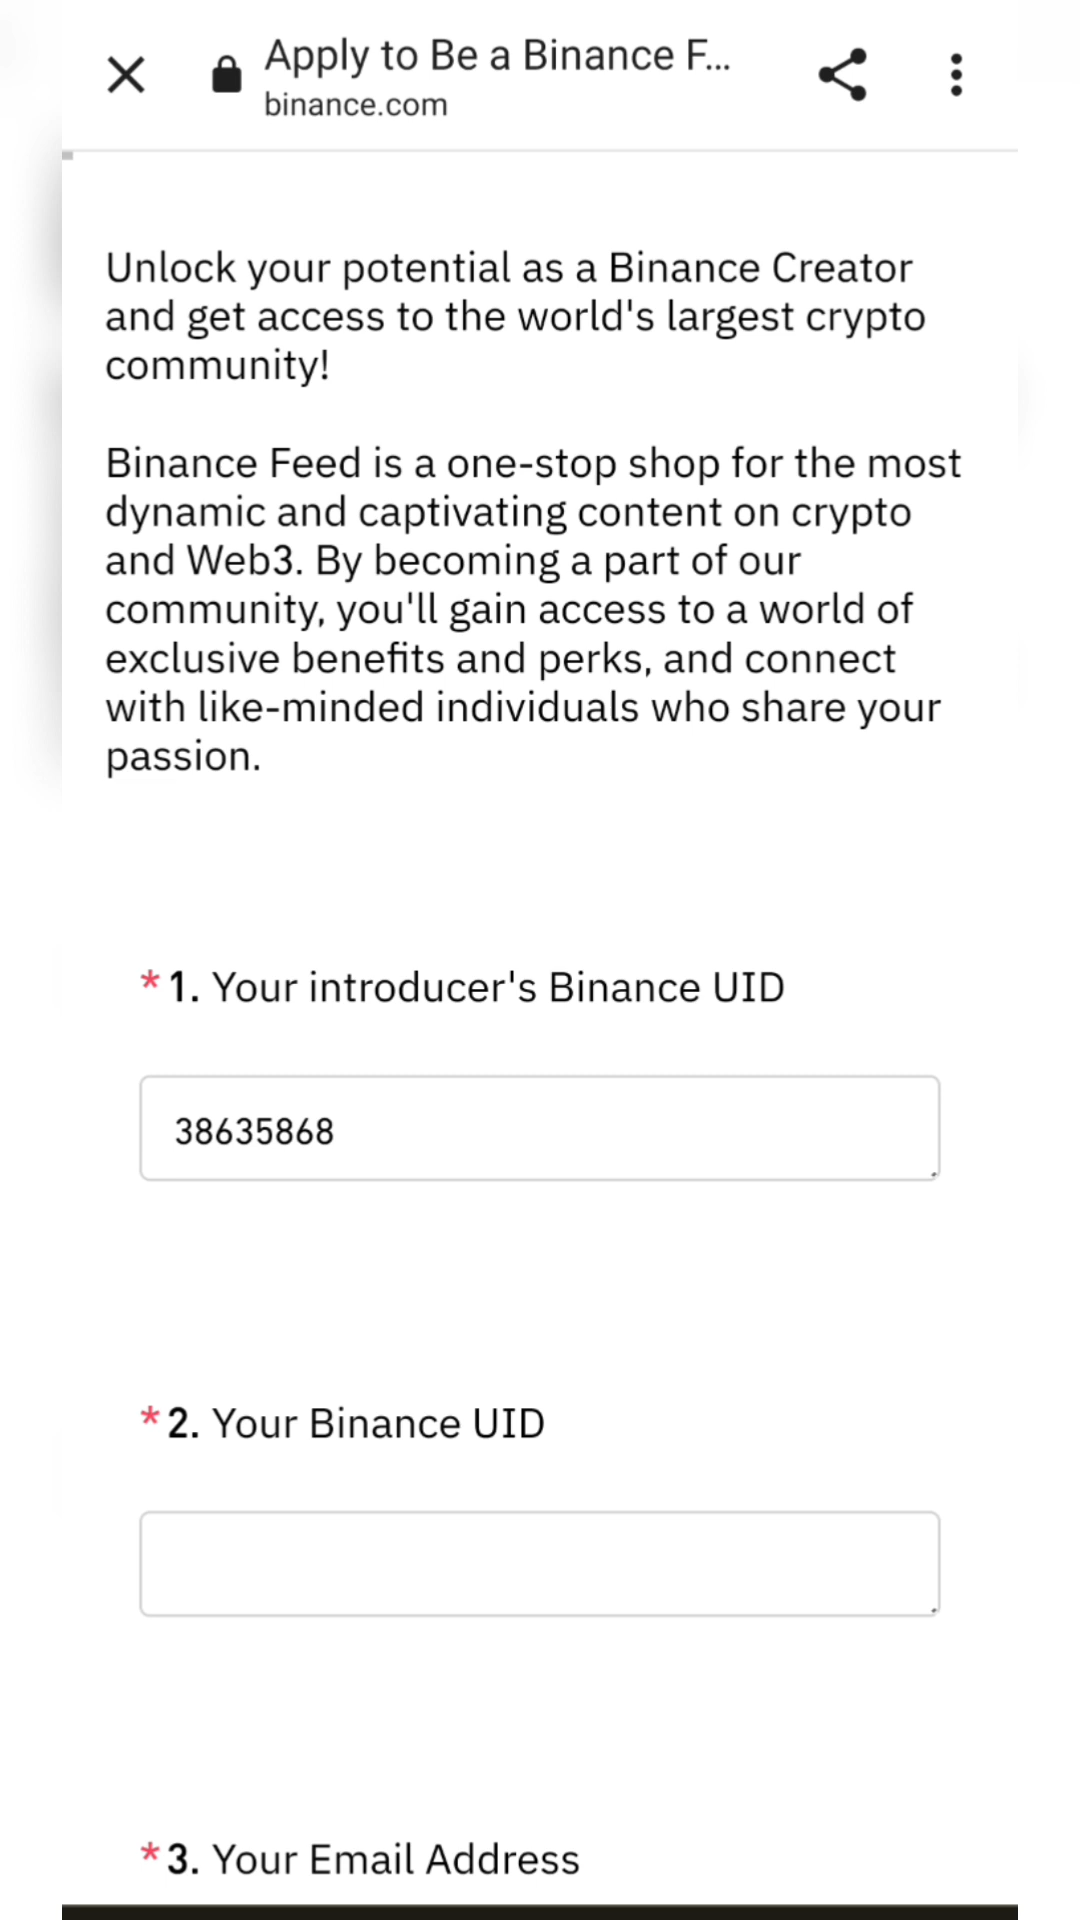 Apply to Be a Binance F...
binance.com
Unlock your potential as a Binance Creator
and get access to the world's largest crypto
community!
Binance Feed is a one-stop shop for the most
dynamic and captivating content on crypto
and Web3. By becoming a part of our
community, you'll gain access to a world of
exclusive benefits and perks, and connect
with like-minded individuals who share your
passion.
* 1. Your introducer's Binance UID
38635868
* 2. Your Binance UID
* 3. Your Email Address